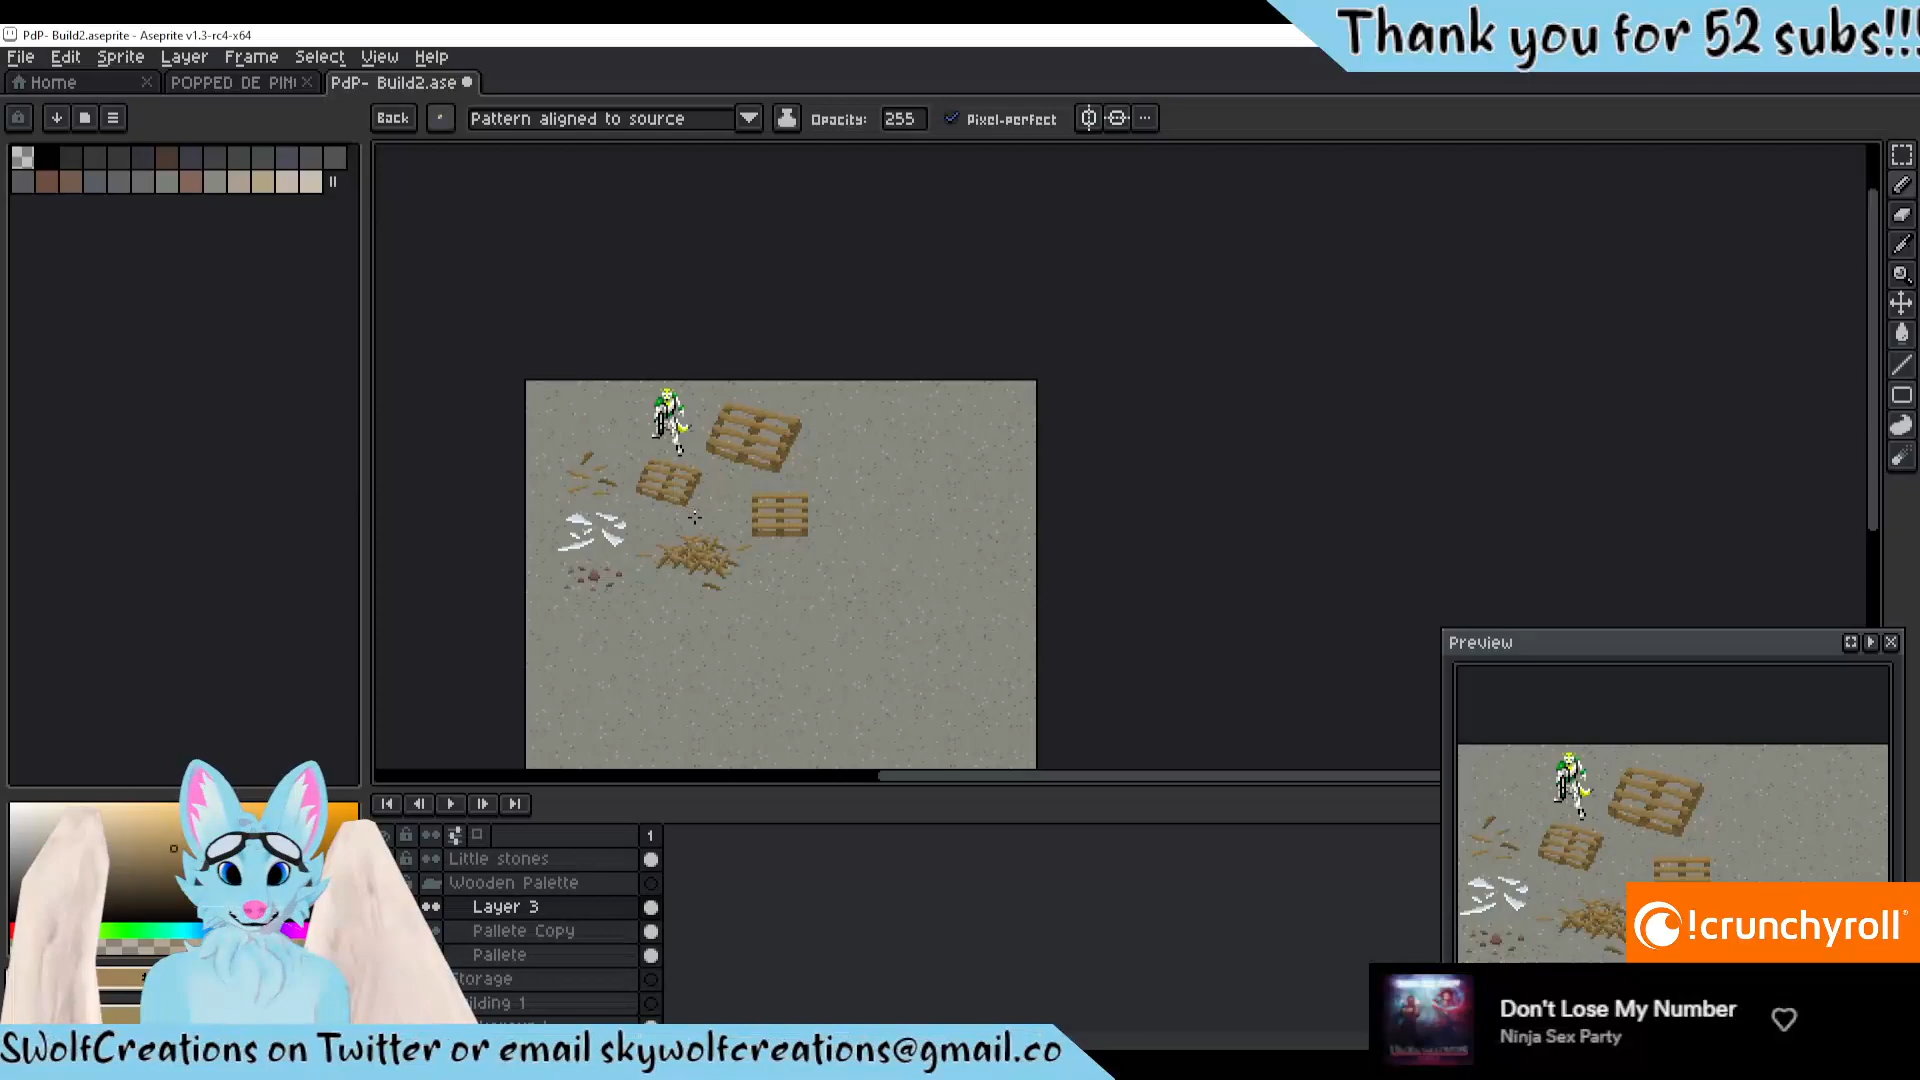 PdP- Build2.aseprite - Aseprite v1.3-rc4-x64
Thank you for 52 subs!!!
File Edit Sprite Layer Frame Select View Help
Home
POPPED DE PIN
PdP- Build2.ase
Back
Pattern aligned to source
Opacity: 255
Pixel-perfect
Preview
1
Little stones
Wooden Palette
Layer 3
Pallete Copy
Pallete
torage
ilding 1
!crunchyroll
Don't Lose My Number
Ninja Sex Party
SWolfCreations on Twitter or email skywolfcreations@gmail.co